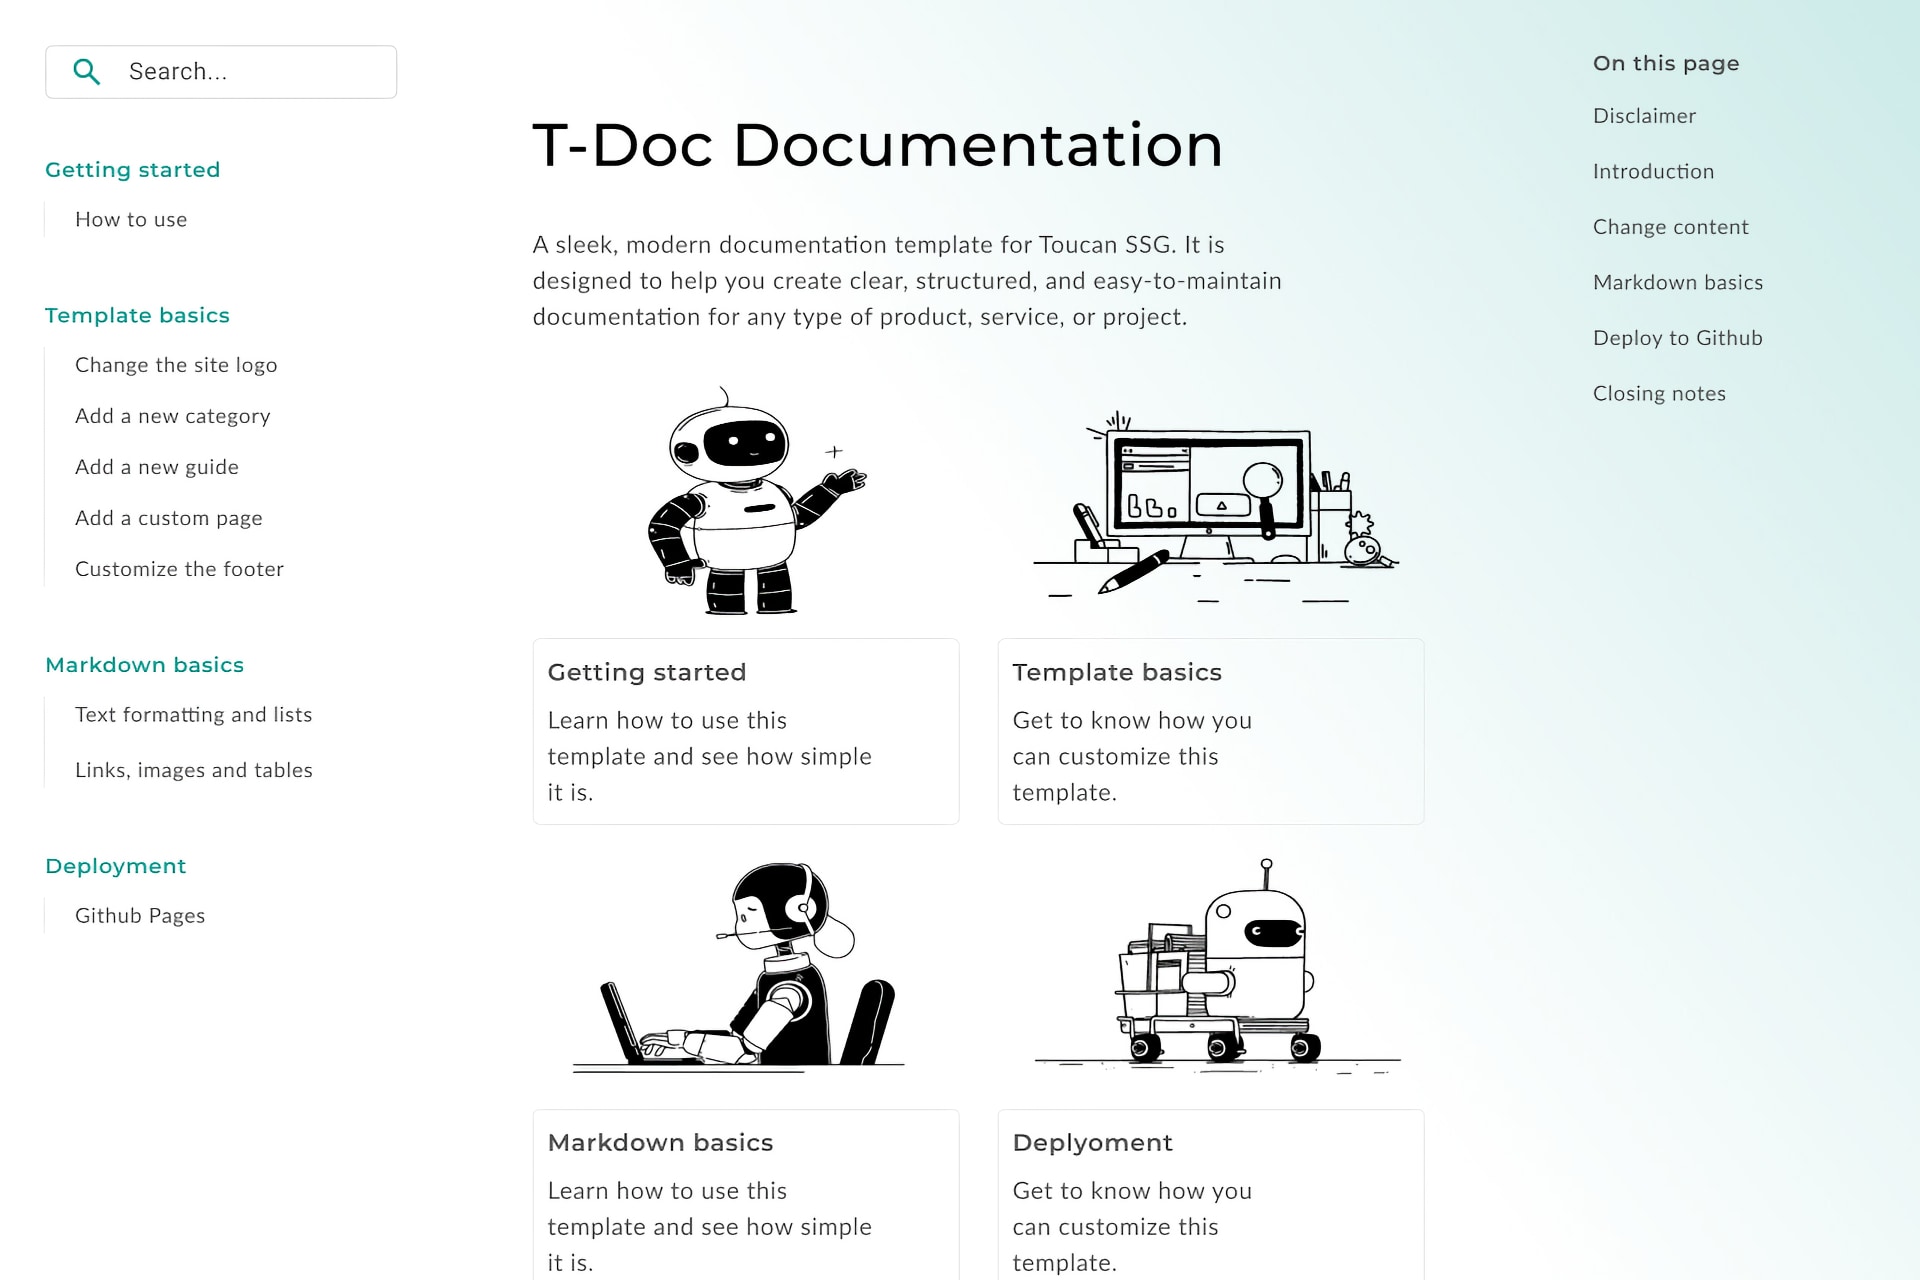 Search...
Getting started
How to use
Template basics
Change the site logo
Add a new category
Add a new guide
Add a custom page
Customize the footer
Markdown basics
Text formatting and lists
Links, images and tables
Deployment
Github Pages
T-Doc Documentation
A sleek, modern documentation template for Toucan SSG. It is
designed to help you create clear, structured, and easy-to-maintain
documentation for any type of product, service, or project.
Getting started
Learn how to use this
template and see how simple
it is.
Template basics
Get to know how you
can customize this
template.
Markdown basics
Learn how to use this
template and see how simple
it is.
Deplyoment
Get to know how you
can customize this
template.
On this page
Disclaimer
Introduction
Change content
Markdown basics
Deploy to Github
Closing notes